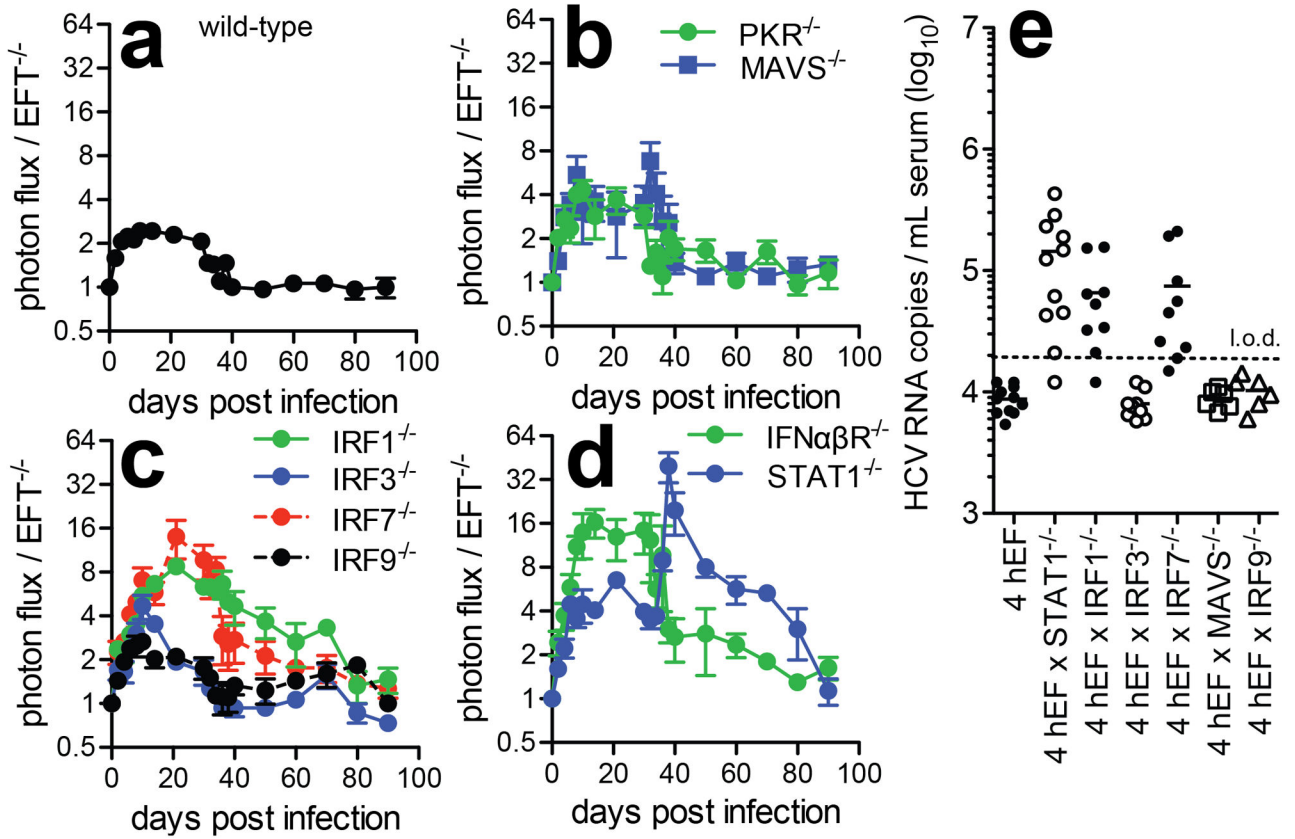 a
wild-type
photon flux / EFT-/-
64
32
16
8
4
2
1
0.5
0 20 40 60 80 100
days post infection
b
PKR-/-
MAVS-/-
photon flux / EFT-/-
64
32
16
8
4
2
1
0.5
0 20 40 60 80 100
days post infection
c
IRF1-/-
IRF3-/-
IRF7-/-
IRF9-/-
photon flux / EFT-/-
64
32
16
8
4
2
1
0.5
0 20 40 60 80 100
days post infection
d
IFNαβR-/-
STAT1-/-
photon flux / EFT-/-
64
32
16
8
4
2
1
0.5
0 20 40 60 80 100
days post infection
e
HCV RNA copies / mL serum (log10)
7
6
5
4
3
l.o.d.
4 hEF
4 hEF x STAT1-/-
4 hEF x IRF1-/-
4 hEF x IRF3-/-
4 hEF x IRF7-/-
4 hEF x MAVS-/-
4 hEF x IRF9-/-